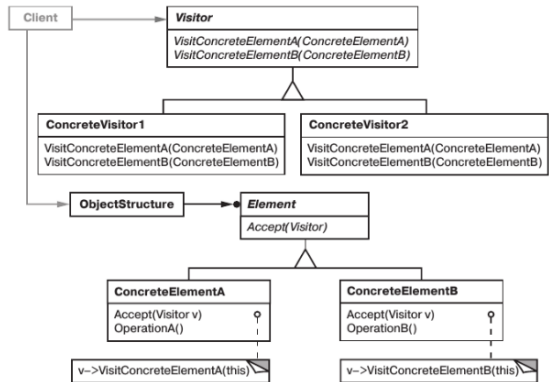 Client
Visitor
VisitConcreteElementA(ConcreteElementA)
VisitConcreteElementB(ConcreteElementB)
ConcreteVisitor1
VisitConcreteElementA(ConcreteElementA)
VisitConcreteElementB(ConcreteElementB)
ConcreteVisitor2
VisitConcreteElementA(ConcreteElementA)
VisitConcreteElementB(ConcreteElementB)
ObjectStructure
Element
Accept(Visitor)
ConcreteElementA
Accept(Visitor v)
OperationA()
ConcreteElementB
Accept(Visitor v)
OperationB()
v–>VisitConcreteElementA(this)
v–>VisitConcreteElementB(this)